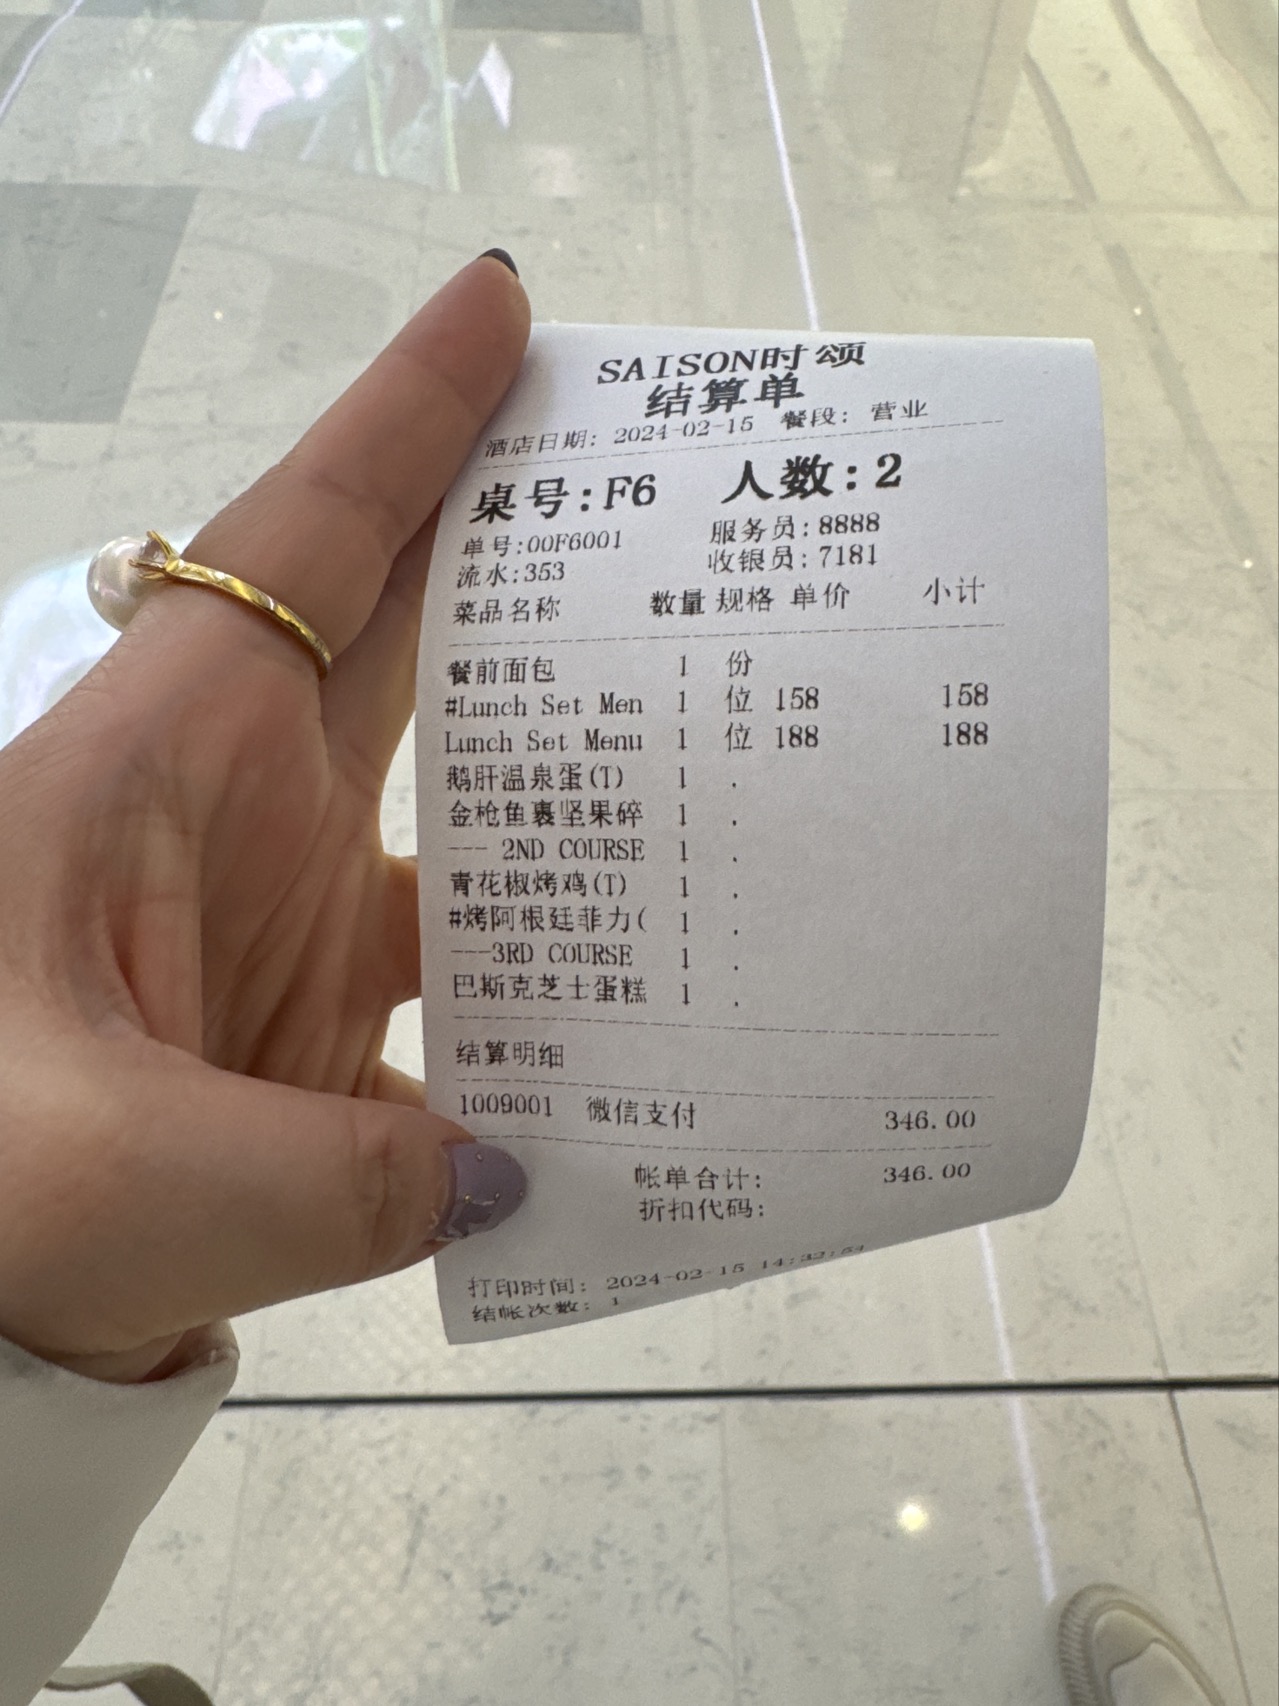 SAISON时颂
结算单
酒店日期: 2024-02-15 餐段: 营业
桌号:F6 人数:2
单号:00F6001 服务员:8888
流水:353 收银员:7181
菜品名称 数量 规格 单价 小计
餐前面包 1 份
#Lunch Set Men 1 位 158 158
Lunch Set Menu 1 位 188 188
鹅肝温泉蛋(T) 1 .
金枪鱼裹坚果碎 1 .
--- 2ND COURSE 1 .
青花椒烤鸡(T) 1 .
#烤阿根廷菲力( 1 .
---3RD COURSE 1 .
巴斯克芝士蛋糕 1 .
结算明细
1009001 微信支付 346.00
帐单合计: 346.00
折扣代码:
打印时间: 2024-02-15 14:32:54
结帐次数: 1